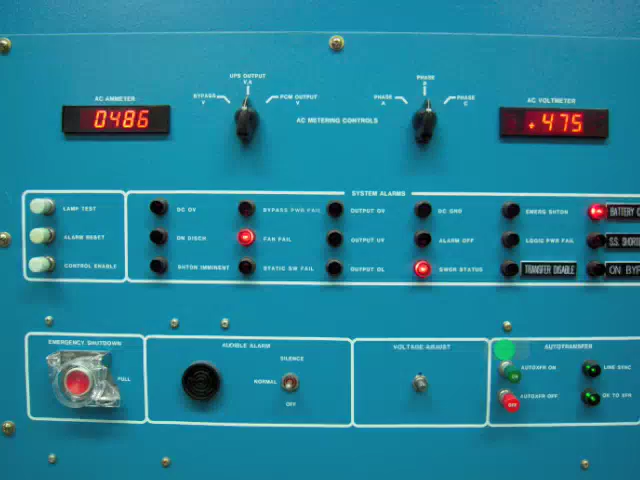 UPS OUTPUT
V,A
PHASE
B
BYPASS
V
PCM OUTPUT
V
PHASE
A
PHASE
C
AC AMMETER
AC VOLTMETER
0486
AC METERING CONTROLS
+475
SYSTEM ALARMS
LAMP TEST
DC OV
BYPASS PWR FAIL
OUTPUT OV
DC GND
EMERG SHTDN
BATTERY C
ALARM RESET
ON DISCH
FAN FAIL
OUTPUT UV
ALARM OFF
LOGIC PWR FAIL
S.S. SHORT
CONTROL ENABLE
SHTDN IMMINENT
STATIC SW FAIL
OUTPUT OL
SWGR STATUS
TRANSFER DISABLE
ON BYP
EMERGENCY SHUTDOWN
AUDIBLE ALARM
VOLTAGE ADJUST
AUTOTRANSFER
SILENCE
PULL
NORMAL
OFF
AUTOXFR ON
LINE SYNC
AUTOXFR OFF
OK TO XFR
OFF